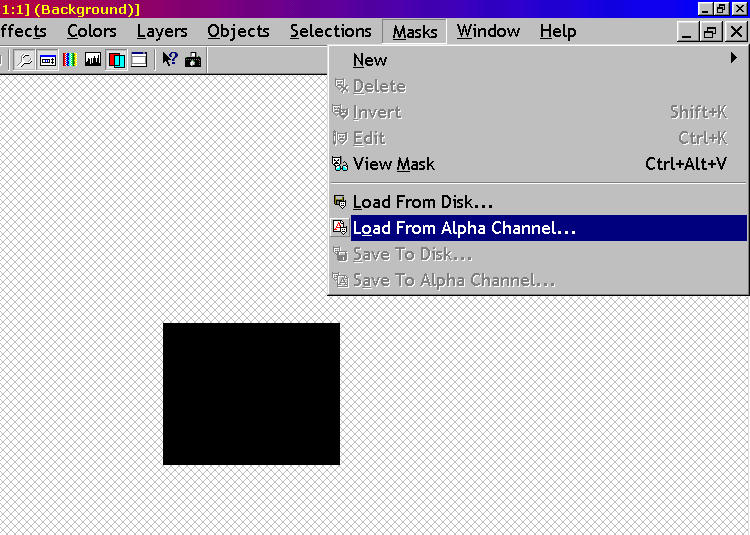 1:1] (Background)]
ffects Colors Layers Objects Selections Masks Window Help
New
Delete
Invert Shift+K
Edit Ctrl+K
View Mask Ctrl+Alt+V
Load From Disk...
Load From Alpha Channel...
Save To Disk...
Save To Alpha Channel...